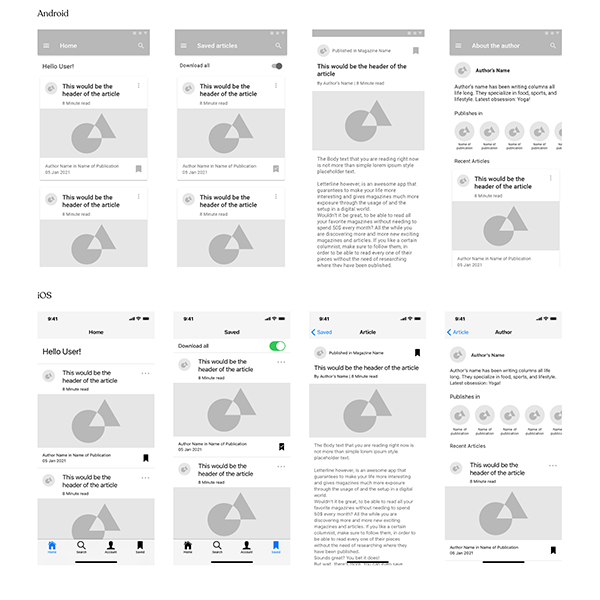 Android
Home
Hello User!
This would be the
header of the article
8 Minute read
Author Name in Name of Publication
05 Jan 2021
This would be the
header of the article
8 Minute read
Saved articles
Download all
This would be the
header of the article
8 Minute read
Author Name in Name of Publication
05 Jan 2021
This would be the
header of the article
8 Minute read
Published in Magazine Name
This would be the header of the
article
By Author's Name | 8 Minute read
The Body text that you are reading right now
is not more than simple lorem ipsum style
placeholder text.
Letterline however, is an awesome app that
guarantees to make your life more
interesting and gives magazines much more
exposure through the usage of and the
setup in a digital world.
Wouldn't it be great, to be able to read all
your favorite magazines without needing to
spend 50$ every month? All the while you
are discovering more and more new exciting
magazines and articles. If you like a certain
columnist, make sure to follow them, in
order to be able to read every one of their
pieces without the need of researching
where they have been published.
About the author
Author's Name
Author's name has been writing columns all
life long. They specialize in food, sports, and
lifestyle. Latest obsession: Yoga!
Publishes in
Name of
publication
Name of
publication
Name of
publication
Name of
publication
Recent Articles
This would be the
header of the article
8 Minute read
Author Name in Name of Publication
05 Jan 2021
iOS
9:41
Home
Hello User!
This would be the
header of the article
8 Minute read
Author Name in Name of Publication
05 Jan 2021
This would be the
header of the article
8 Minute read
Home
Search
Account
Saved
9:41
Saved
Download all
This would be the
header of the article
8 Minute read
Author Name in Name of Publication
05 Jan 2021
This would be the
header of the article
8 Minute read
Home
Search
Account
Saved
9:41
Saved
Article
Published in Magazine Name
This would be the header of the article
By Author's Name | 8 Minute read
The Body text that you are reading right now is
not more than simple lorem ipsum style
placeholder text.
Letterline however, is an awesome app that
guarantees to make your life more interesting
and gives magazines much more exposure
through the usage of and the setup in a digital
world.
Wouldn't it be great, to be able to read all your
favorite magazines without needing to spend
50$ every month? All the while you are
discovering more and more new exciting
magazines and articles. If you like a certain
columnist, make sure to follow them, in order
to be able to read every one of their pieces
without the need of researching where they
have been published.
Sounds great? You bet it does!
But wait, there's more. You can even save
9:41
Article
Author
Author's Name
Author's name has been writing columns all life
long. They specialize in food, sports, and lifestyle.
Latest obsession: Yoga!
Publishes in
Name of
publication
Name of
publication
Name of
publication
Name of
publication
Recent Articles
This would be the
header of the article
8 Minute read
Author Name in Name of Publication
05 Jan 2021